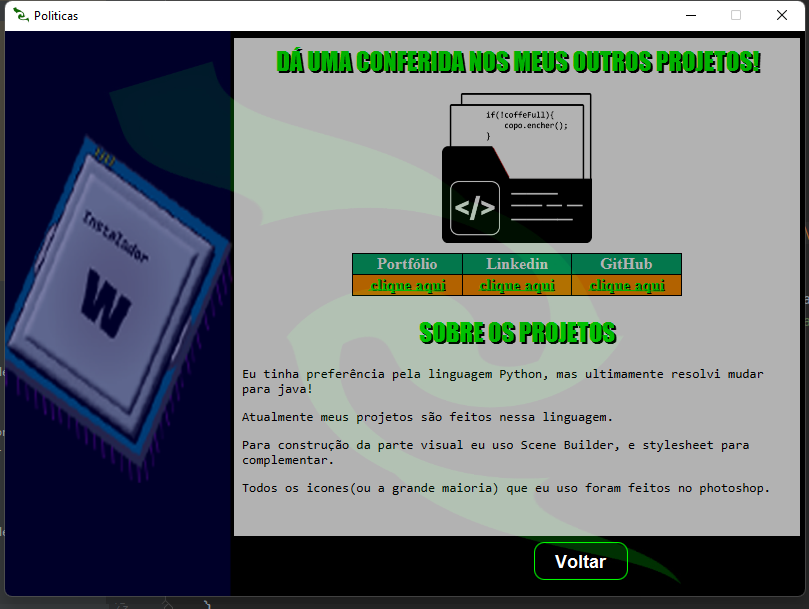 Politicas
DÁ UMA CONFERIDA NOS MEUS OUTROS PROJETOS!
if(!coffeFull){
copo.encher();
}
</>
Instalador
W
Portfólio Linkedin GitHub
clique aqui clique aqui clique aqui
SOBRE OS PROJETOS
Eu tinha preferência pela linguagem Python, mas ultimamente resolvi mudar
para java!
Atualmente meus projetos são feitos nessa linguagem.
Para construção da parte visual eu uso Scene Builder, e stylesheet para
complementar.
Todos os icones(ou a grande maioria) que eu uso foram feitos no photoshop.
Voltar